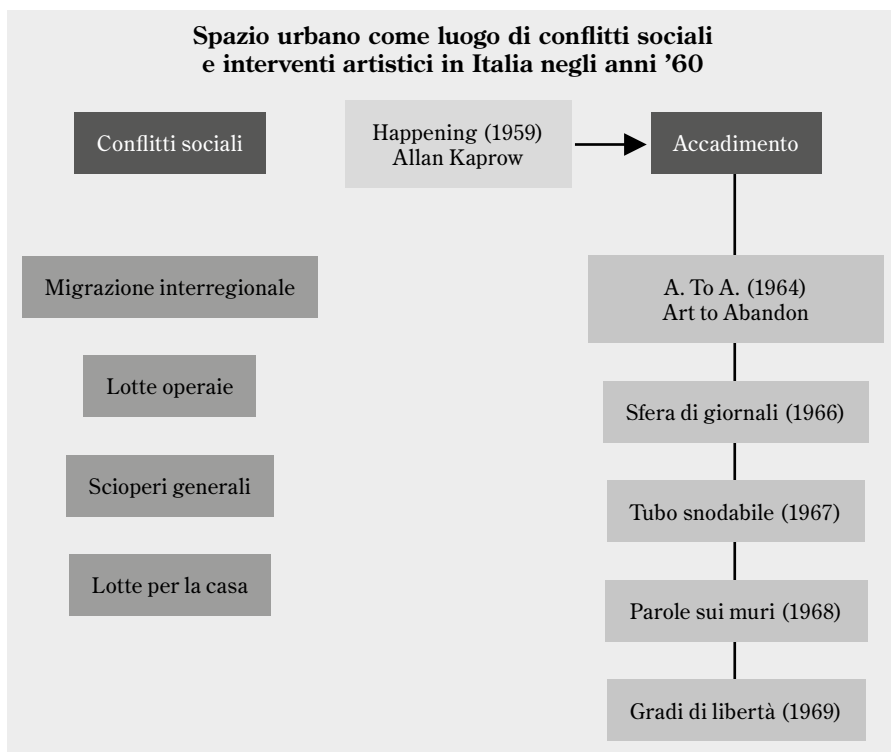 Spazio urbano come luogo di conflitti sociali
e interventi artistici in Italia negli anni ’60
Conflitti sociali
Happening (1959)
Allan Kaprow
Accadimento
Migrazione interregionale
Lotte operaie
Scioperi generali
Lotte per la casa
A. To A. (1964)
Art to Abandon
Sfera di giornali (1966)
Tubo snodabile (1967)
Parole sui muri (1968)
Gradi di libertà (1969)